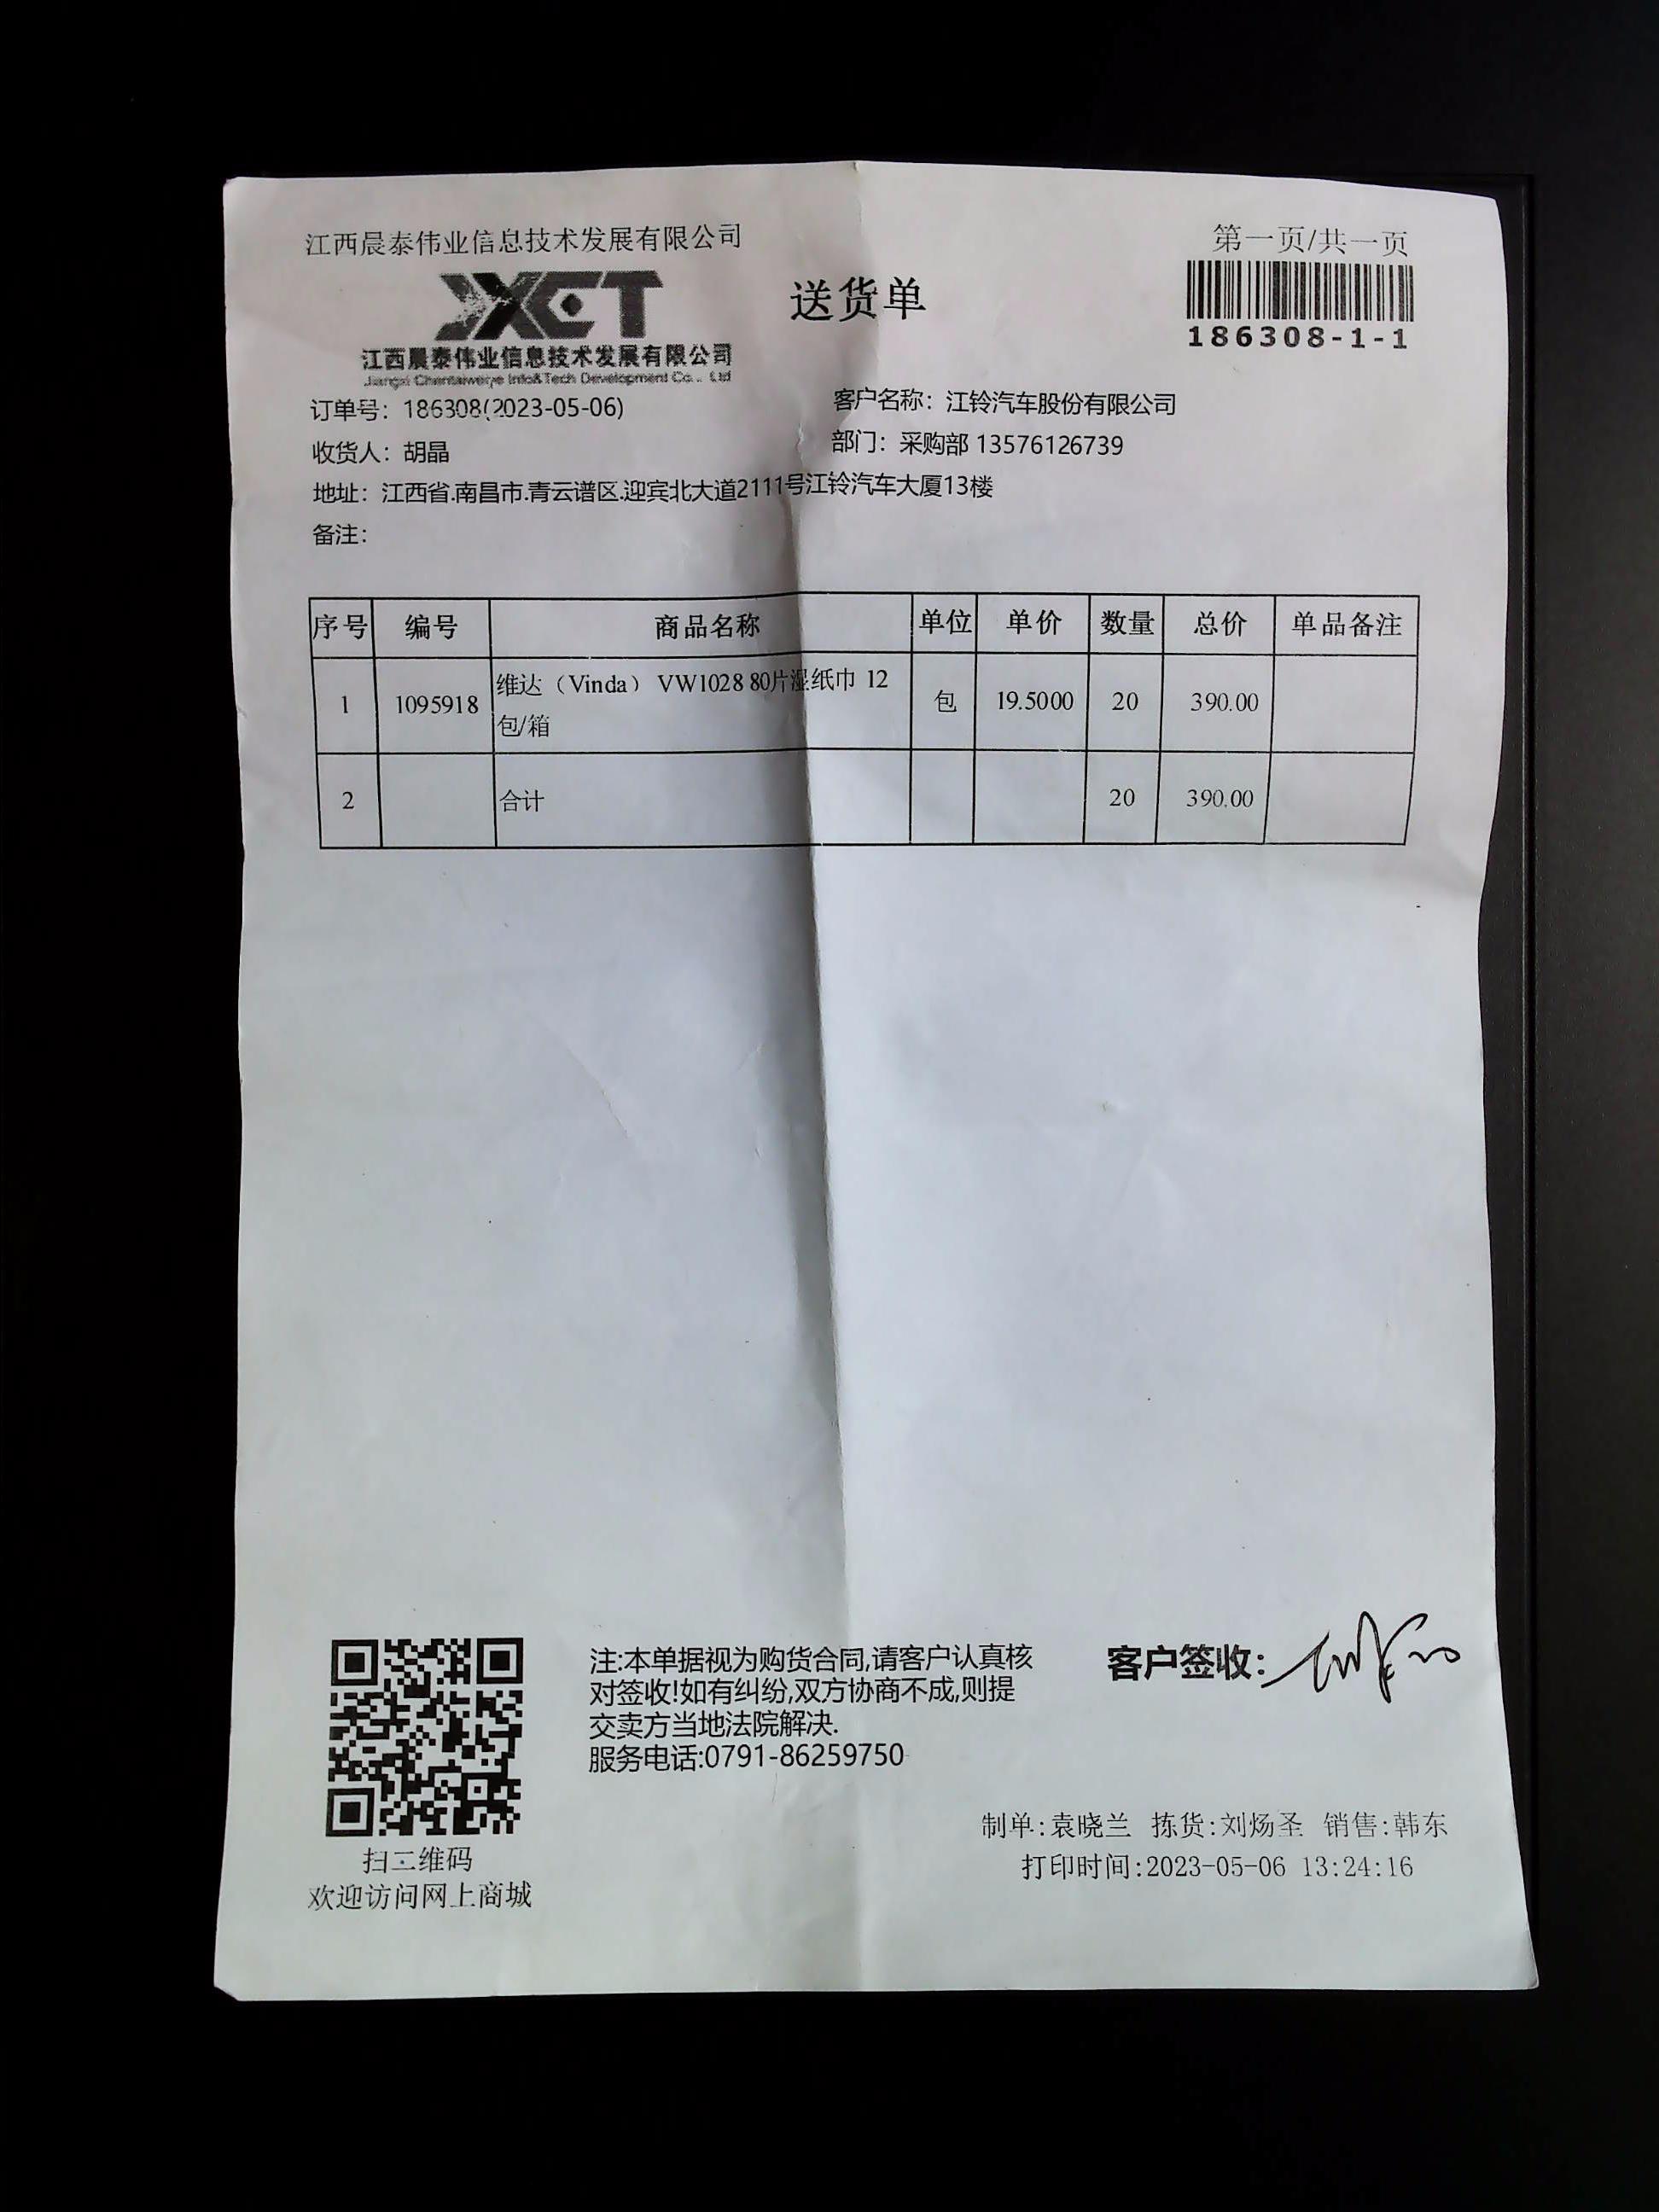 江西晨泰伟业信息技术发展有限公司
第一页/共一页
JXCT
送货单
186308-1-1
江西晨泰伟业信息技术发展有限公司
Jiangxi Chentaiweiye Info&Tech Development Co.. Ltd
订单号：186308(2023-05-06)
客户名称：江铃汽车股份有限公司
收货人：胡晶
部门：采购部 13576126739
地址：江西省.南昌市.青云谱区.迎宾北大道2111号江铃汽车大厦13楼
备注：
序号 编号 商品名称 单位 单价 数量 总价 单品备注
1 1095918 维达（Vinda） VW1028 80片湿纸巾 12
包/箱 包 19.5000 20 390.00
2 合计 20 390.00
注:本单据视为购货合同,请客户认真核
对签收!如有纠纷,双方协商不成,则提
交卖方当地法院解决.
服务电话:0791-86259750
客户签收：
扫二维码
欢迎访问网上商城
制单:袁晓兰 拣货:刘炀圣 销售:韩东
打印时间:2023-05-06 13:24:16